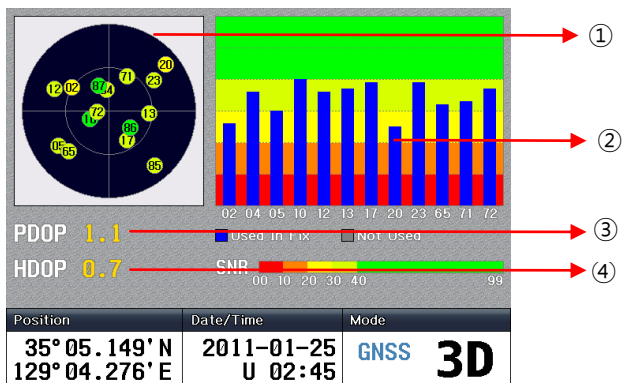 ①
20
71
23
12 02 87 04
72
13
10
86
17
05
65
85
②
02 04 05 10 12 13 17 20 23 65 71 72
PDOP 1.1
③
Used In Fix Not Used
HDOP 0.7
④
SNR
00 10 20 30 40 99
Position Date/Time Mode
35°05.149'N 2011-01-25 GNSS 3D
129°04.276'E U 02:45